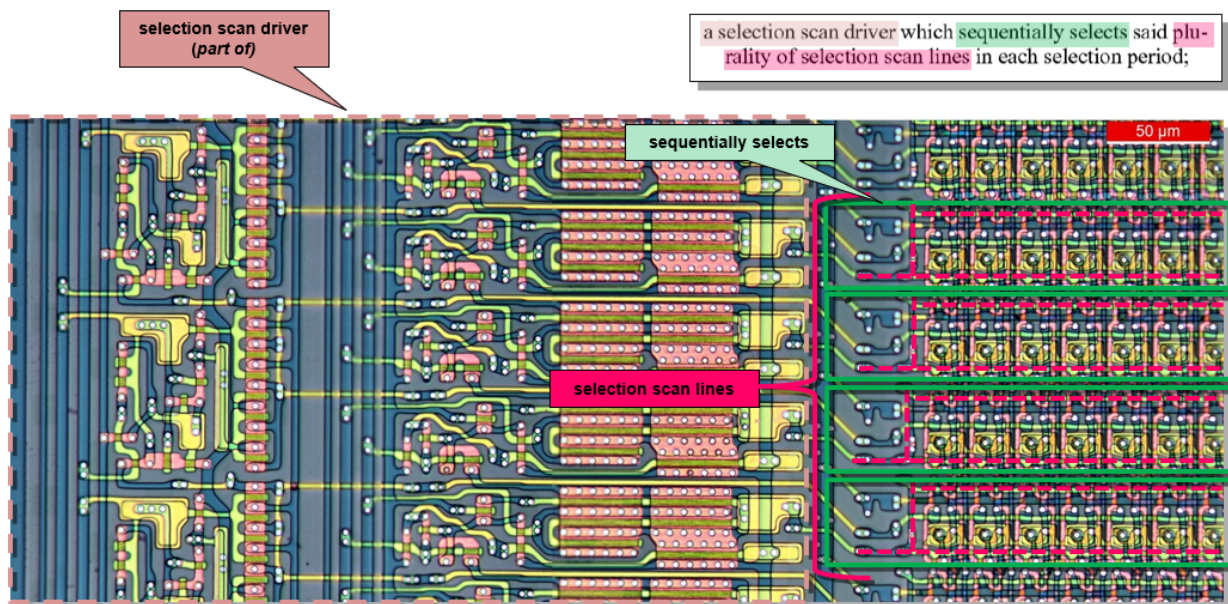 selection scan driver
(part of)
a selection scan driver which sequentially selects said plu-
rality of selection scan lines in each selection period;
50 µm
sequentially selects
selection scan lines